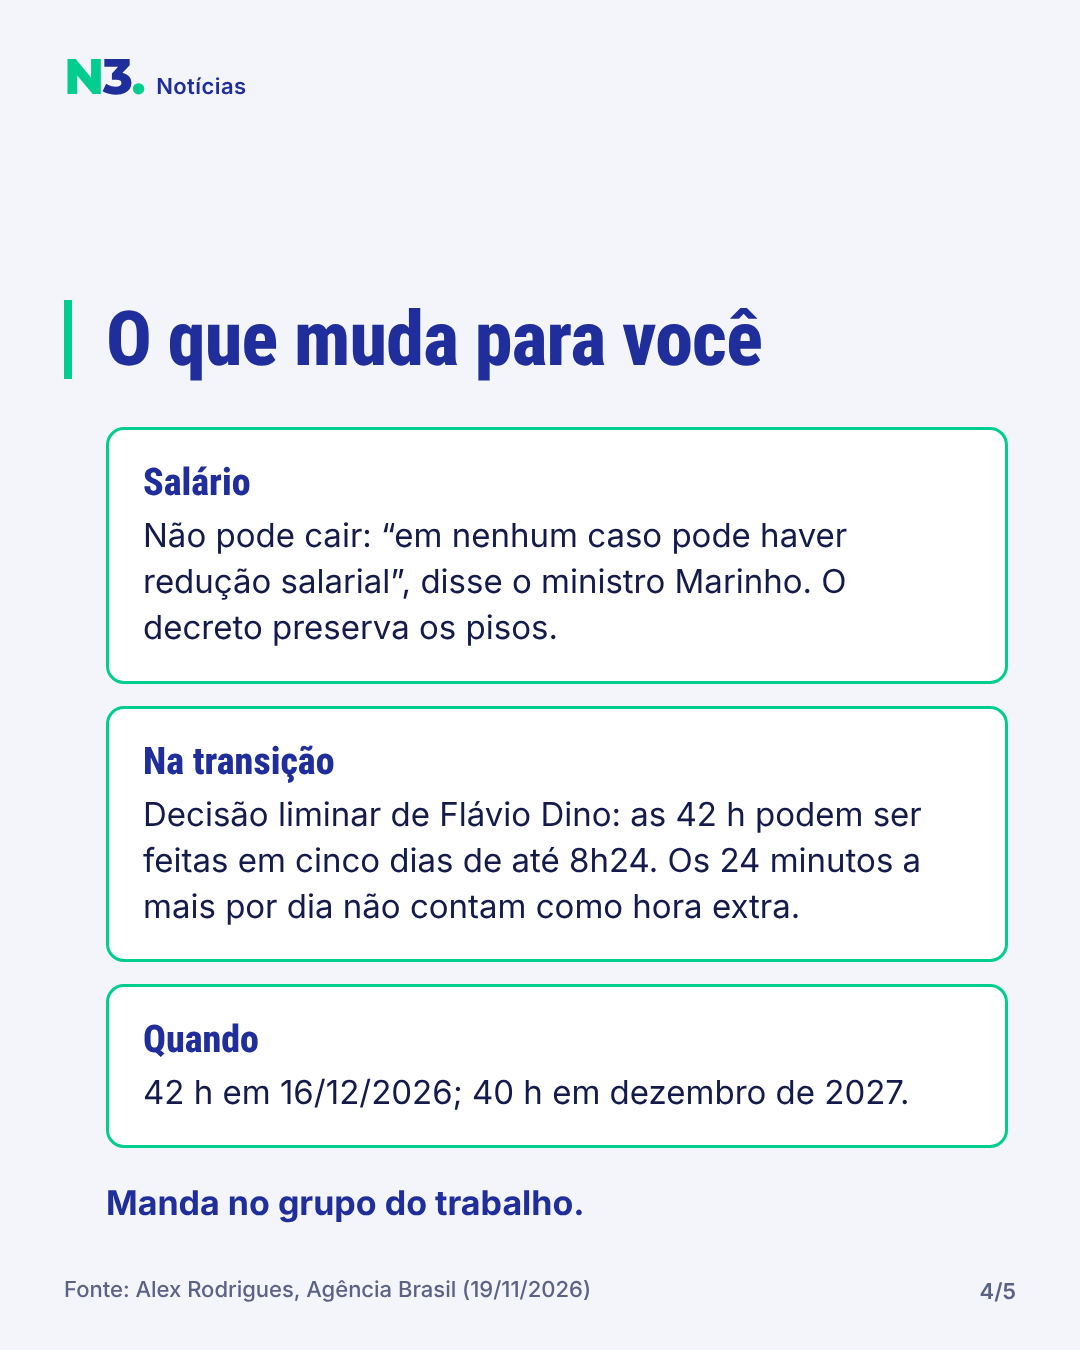 N3. Notícias
O que muda para você
Salário
Não pode cair: “em nenhum caso pode haver
redução salarial”, disse o ministro Marinho. O
decreto preserva os pisos.
Na transição
Decisão liminar de Flávio Dino: as 42 h podem ser
feitas em cinco dias de até 8h24. Os 24 minutos a
mais por dia não contam como hora extra.
Quando
42 h em 16/12/2026; 40 h em dezembro de 2027.
Manda no grupo do trabalho.
Fonte: Alex Rodrigues, Agência Brasil (19/11/2026)
4/5